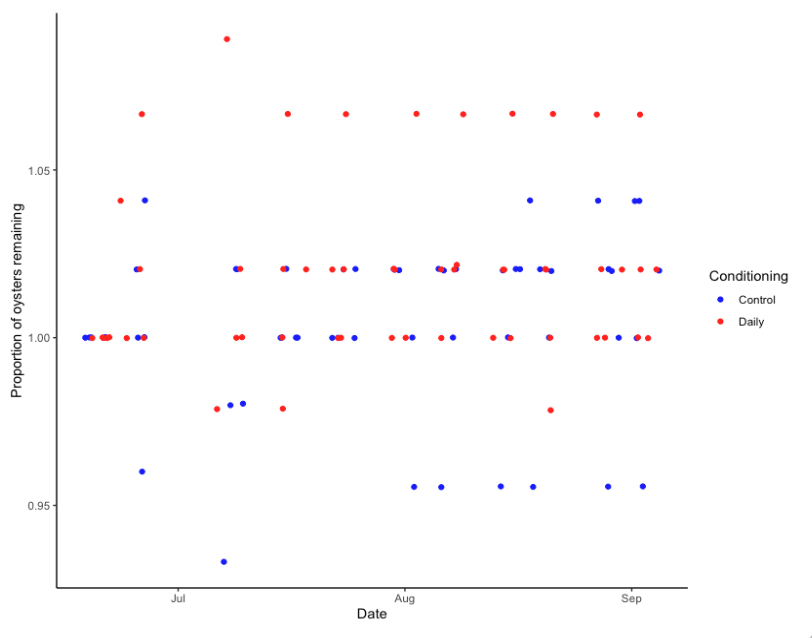 1.05
1.00
0.95
Proportion of oysters remaining
Jul
Aug
Sep
Date
Conditioning
Control
Daily